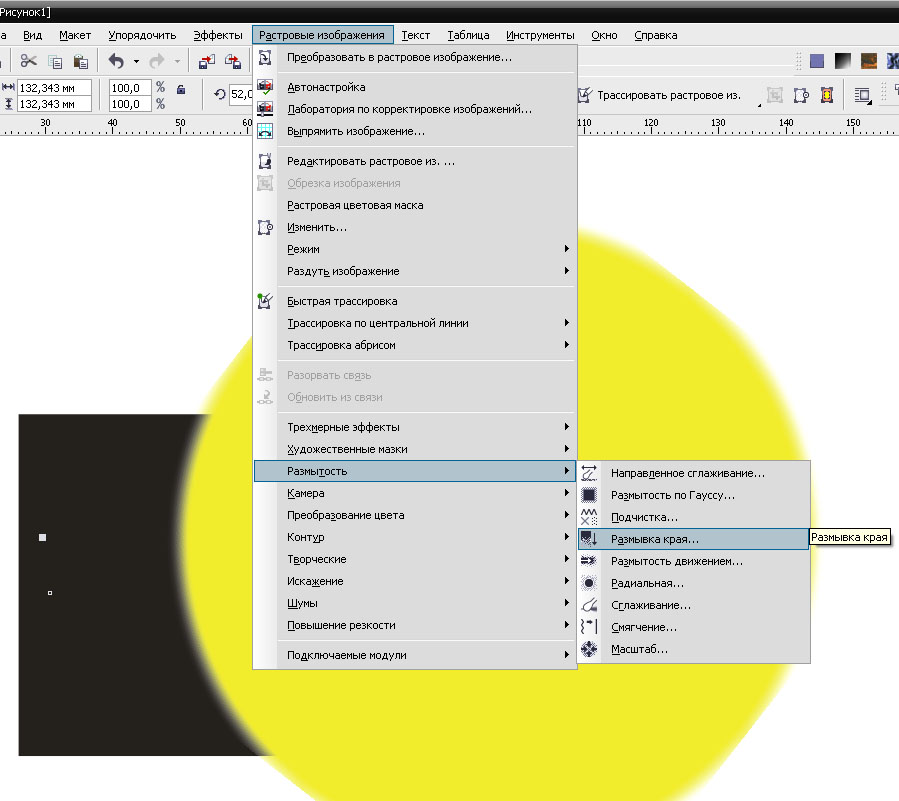 Рисунок1]
а Вид Макет Упорядочить Эффекты Растровые изображения Текст Таблица Инструменты Окно Справка
132,343 мм 100,0 % 52,0
132,343 мм 100,0 %
Трассировать растровое из.
30 40 50 60 110 120 130 140 150
Преобразовать в растровое изображение...
Автонастройка
Лаборатория по корректировке изображений...
Выпрямить изображение...
Редактировать растровое из. ...
Обрезка изображения
Растровая цветовая маска
Изменить...
Режим
Раздуть изображение
Быстрая трассировка
Трассировка по центральной линии
Трассировка абрисом
Разорвать связь
Обновить из связи
Трехмерные эффекты
Художественные мазки
Размытость
Камера
Преобразование цвета
Контур
Творческие
Искажение
Шумы
Повышение резкости
Подключаемые модули
Направленное сглаживание...
Размытость по Гауссу...
Подчистка...
Размывка края...
Размывка края
Размытость движением...
Радиальная...
Сглаживание...
Смягчение...
Масштаб...